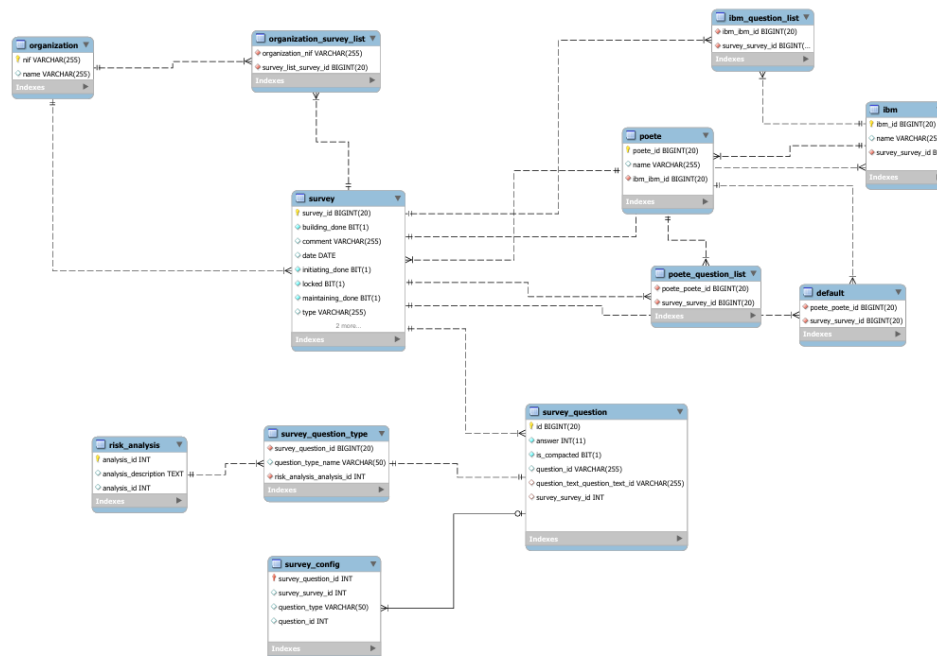 organization
nif VARCHAR(255)
name VARCHAR(255)
Indexes
organization_survey_list
organization_nif VARCHAR(255)
survey_list_survey_id BIGINT(20)
Indexes
ibm_question_list
ibm_ibm_id BIGINT(20)
survey_survey_id BIGINT(...
Indexes
ibm
ibm_id BIGINT(20)
name VARCHAR(25
survey_survey_id B
Indexes
poete
poete_id BIGINT(20)
name VARCHAR(255)
ibm_ibm_id BIGINT(20)
Indexes
survey
survey_id BIGINT(20)
building_done BIT(1)
comment VARCHAR(255)
date DATE
initiating_done BIT(1)
locked BIT(1)
maintaining_done BIT(1)
type VARCHAR(255)
2 more...
Indexes
poete_question_list
poete_poete_id BIGINT(20)
survey_survey_id BIGINT(20)
Indexes
default
poete_poete_id BIGINT(20)
survey_survey_id BIGINT(20)
Indexes
survey_question
id BIGINT(20)
answer INT(11)
is_compacted BIT(1)
question_id VARCHAR(255)
question_text_question_text_id VARCHAR(255)
survey_survey_id INT
Indexes
risk_analysis
analysis_id INT
analysis_description TEXT
analysis_id INT
Indexes
survey_question_type
survey_question_id BIGINT(20)
question_type_name VARCHAR(50)
risk_analysis_analysis_id INT
Indexes
survey_config
survey_question_id INT
survey_survey_id INT
question_type VARCHAR(50)
question_id INT
Indexes